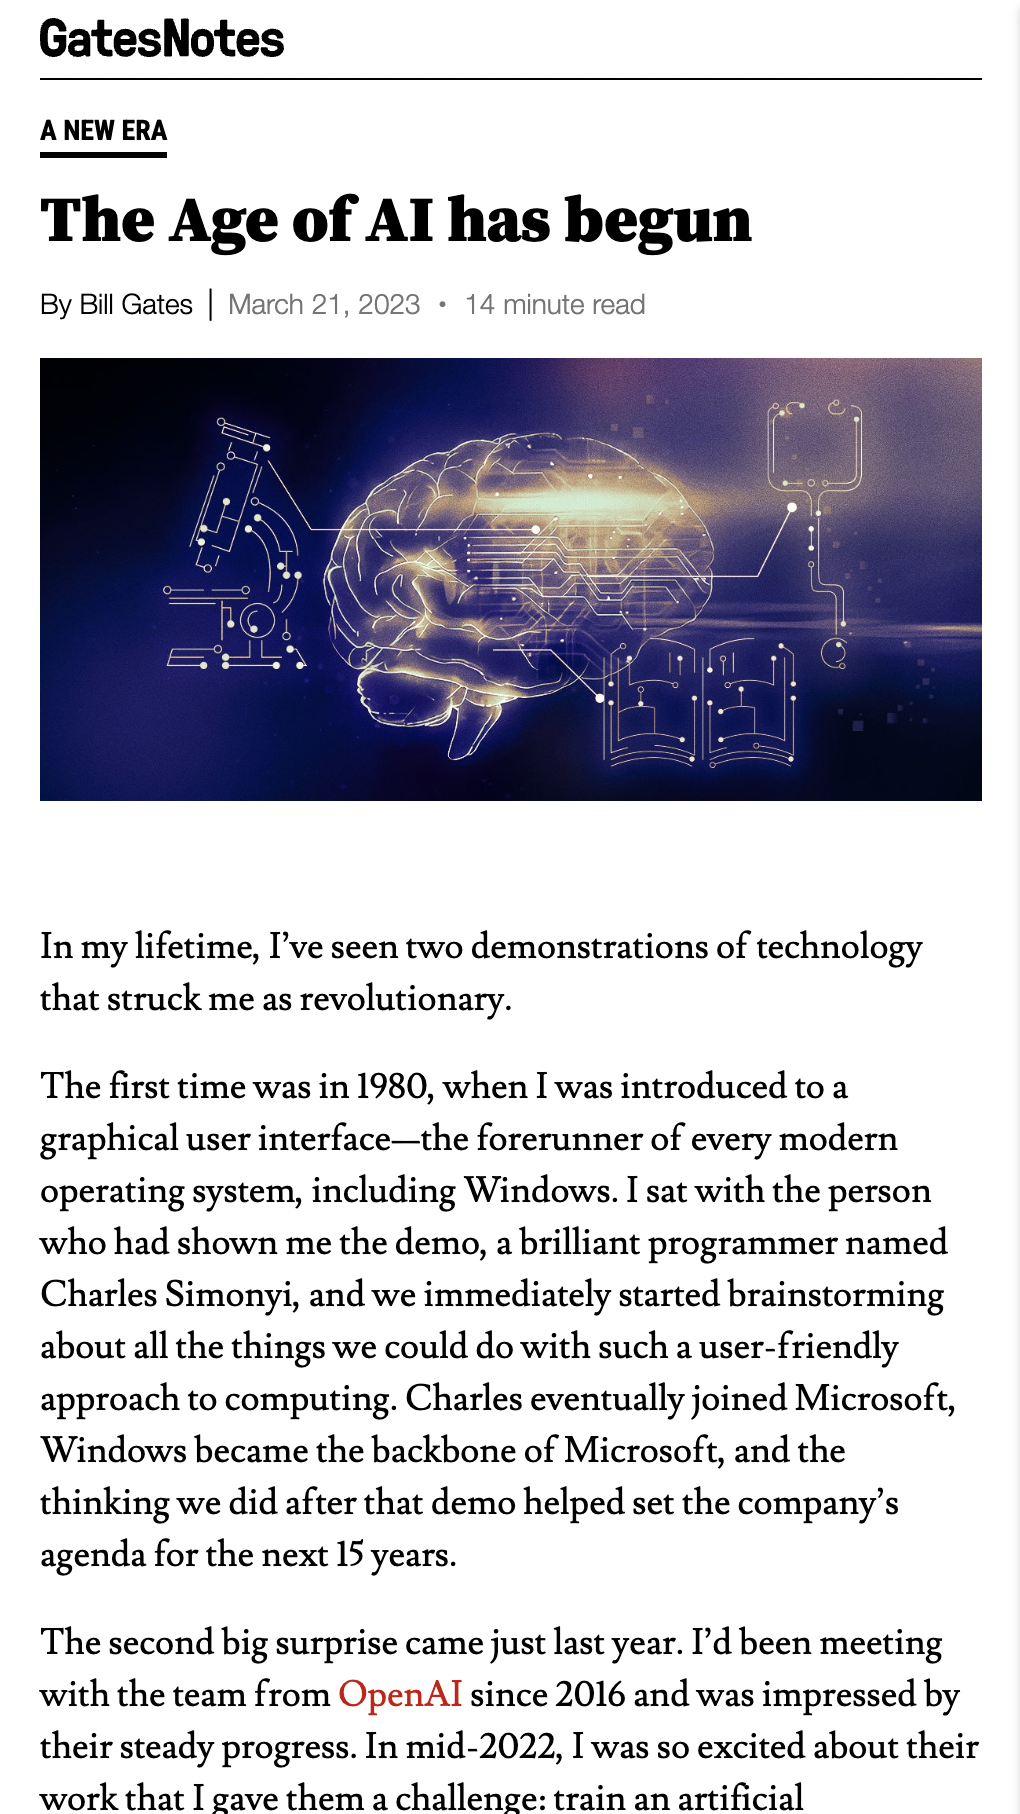 GatesNotes
A NEW ERA
The Age of AI has begun
By Bill Gates | March 21, 2023 • 14 minute read
In my lifetime, I’ve seen two demonstrations of technology
that struck me as revolutionary.
The first time was in 1980, when I was introduced to a
graphical user interface—the forerunner of every modern
operating system, including Windows. I sat with the person
who had shown me the demo, a brilliant programmer named
Charles Simonyi, and we immediately started brainstorming
about all the things we could do with such a user-friendly
approach to computing. Charles eventually joined Microsoft,
Windows became the backbone of Microsoft, and the
thinking we did after that demo helped set the company’s
agenda for the next 15 years.
The second big surprise came just last year. I’d been meeting
with the team from OpenAI since 2016 and was impressed by
their steady progress. In mid-2022, I was so excited about their
work that I gave them a challenge: train an artificial